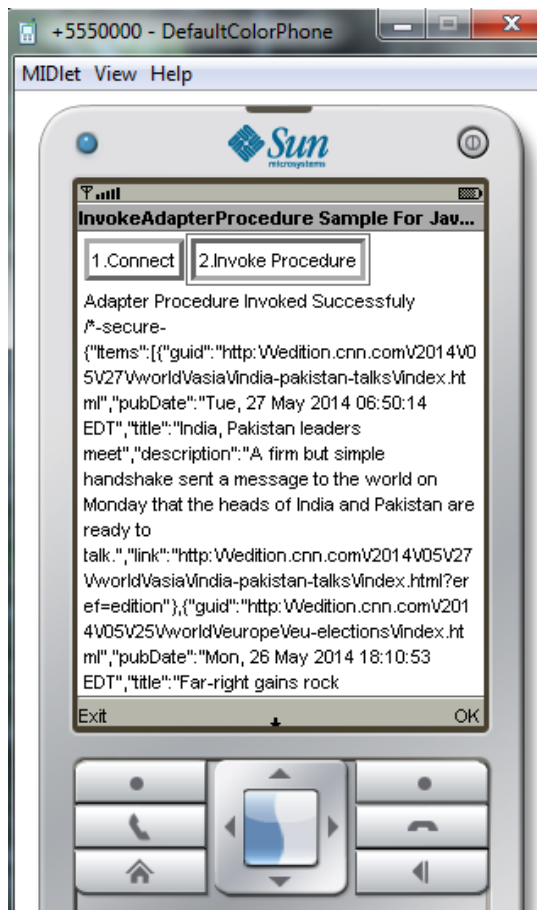 +5550000 - DefaultColorPhone
MIDlet View Help
Sun
microsystems
InvokeAdapterProcedure Sample For Jav...
1.Connect 2.Invoke Procedure
Adapter Procedure Invoked Successfuly
/*-secure-
{"Items":[{"guid":"http:\/\/edition.cnn.com\/2014\/0
5\/27\/world\/asia\/india-pakistan-talks\/index.ht
ml","pubDate":"Tue, 27 May 2014 06:50:14
EDT","title":"India, Pakistan leaders
meet","description":"A firm but simple
handshake sent a message to the world on
Monday that the heads of India and Pakistan are
ready to
talk.","link":"http:\/\/edition.cnn.com\/2014\/05\/27
\/world\/asia\/india-pakistan-talks\/index.html?er
ef=edition"},{"guid":"http:\/\/edition.cnn.com\/201
4\/05\/25\/world\/europe\/eu-elections\/index.ht
ml","pubDate":"Mon, 26 May 2014 18:10:53
EDT","title":"Far-right gains rock
Exit OK